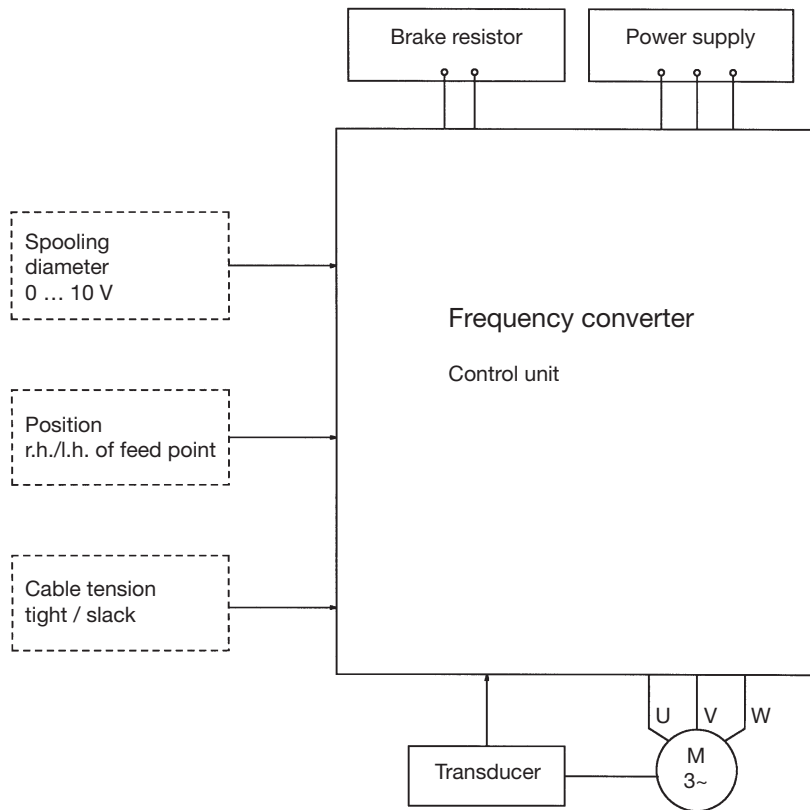 Brake resistor
Power supply
Spooling
diameter
0 … 10 V
Frequency converter
Control unit
Position
r.h./l.h. of feed point
Cable tension
tight / slack
U V W
Transducer
M
3~